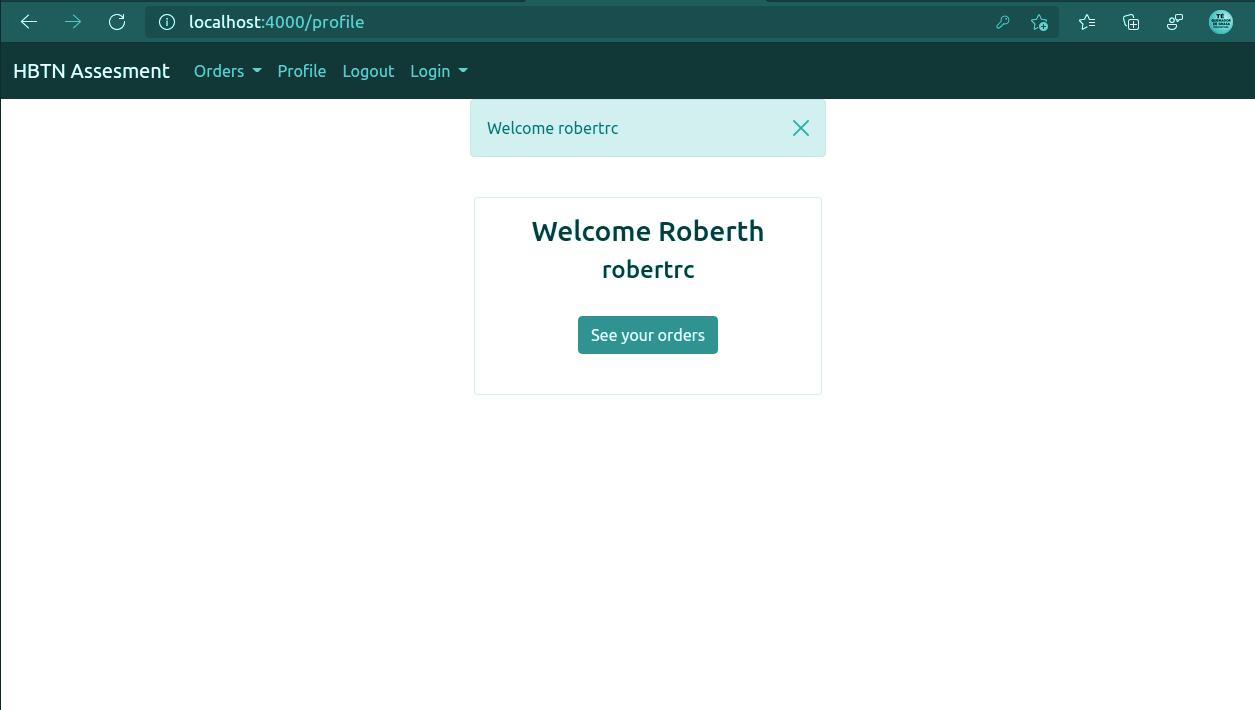 localhost:4000/profile
HBTN Assesment Orders Profile Logout Login
Welcome robertrc
Welcome Roberth
robertrc
See your orders